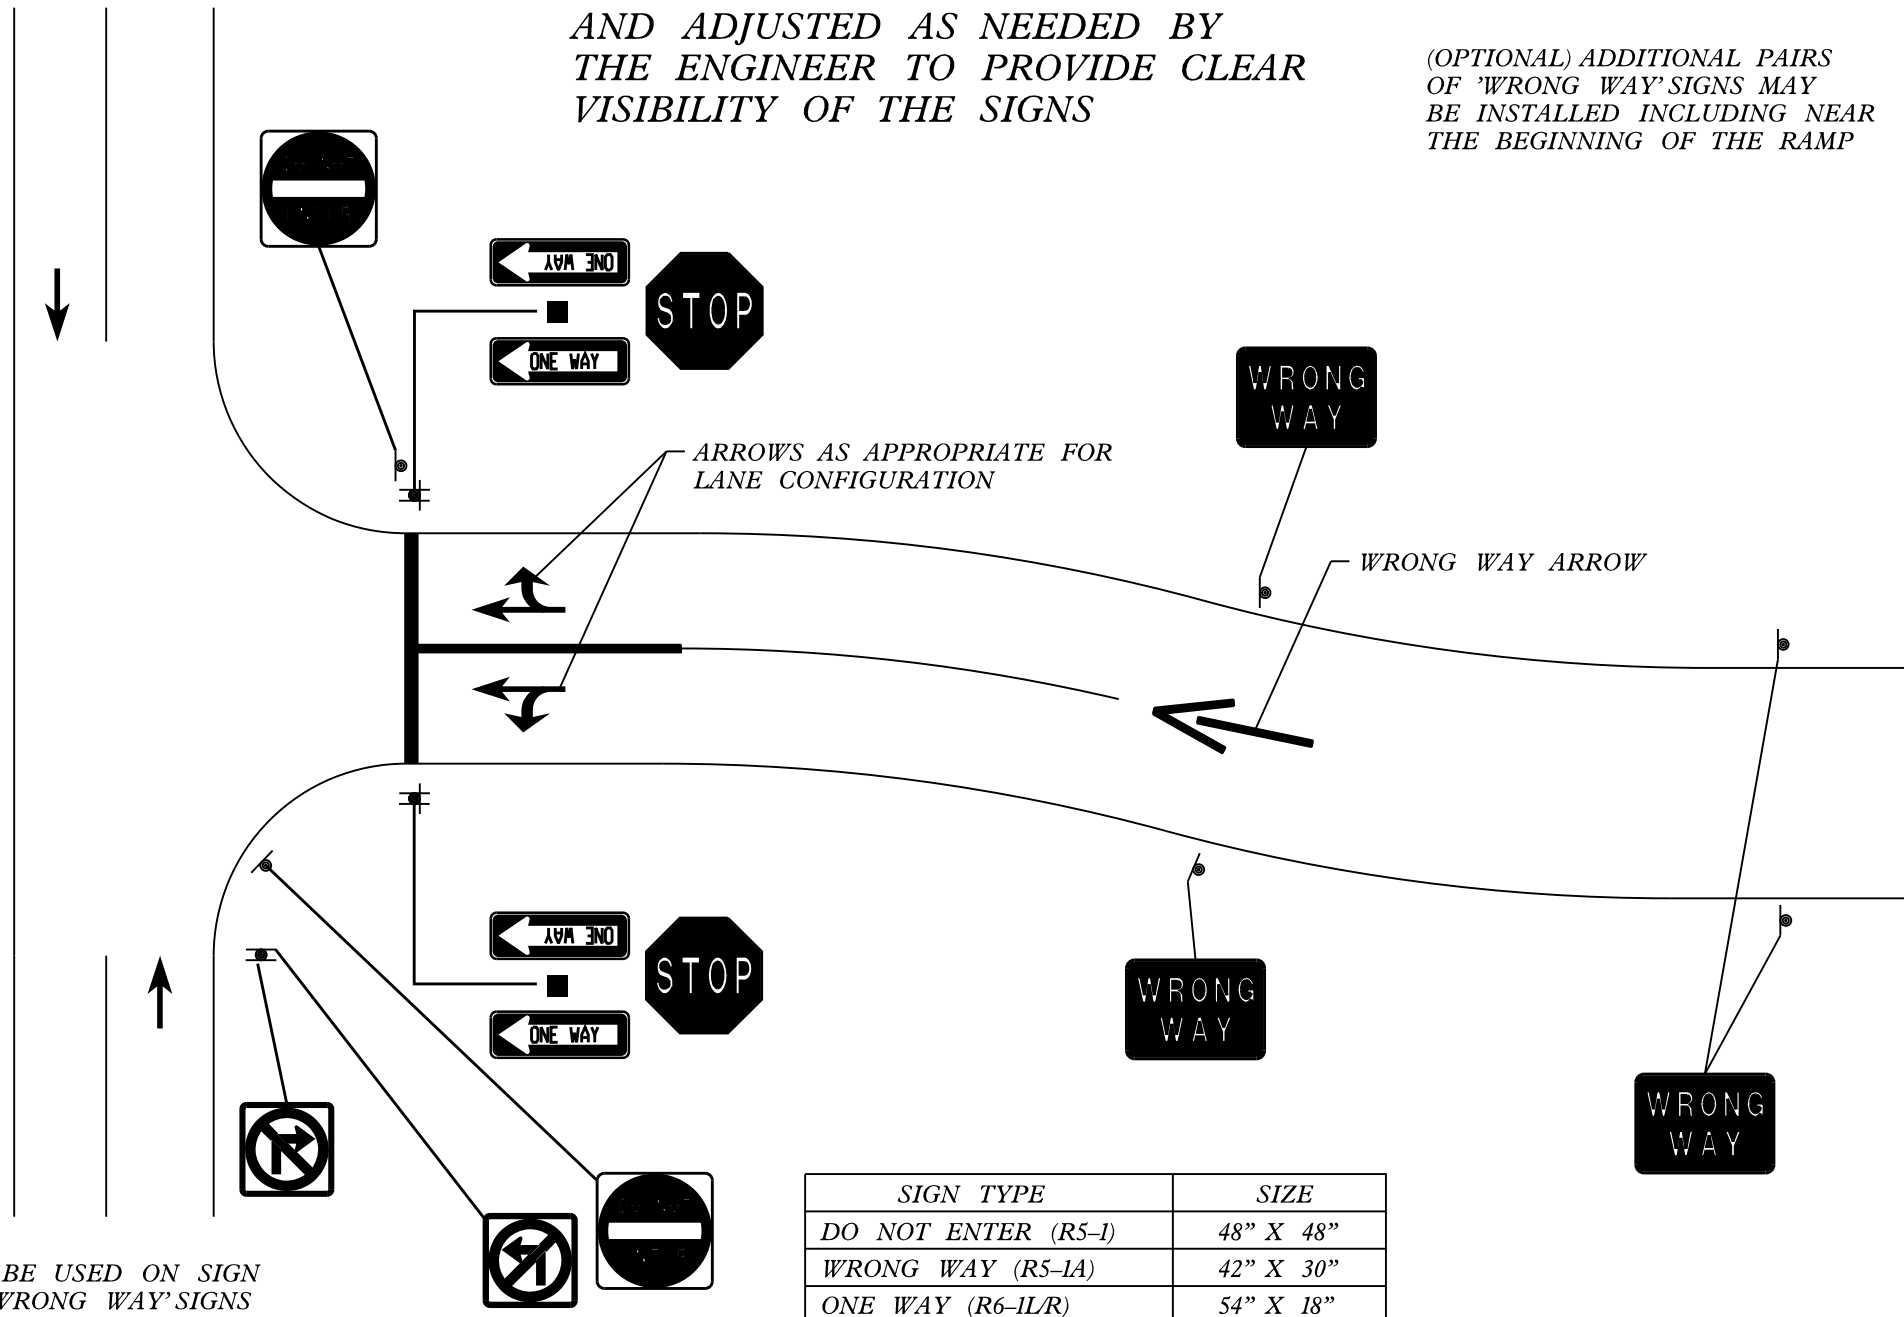 AND ADJUSTED AS NEEDED BY
THE ENGINEER TO PROVIDE CLEAR
VISIBILITY OF THE SIGNS
(OPTIONAL) ADDITIONAL PAIRS
OF 'WRONG WAY' SIGNS MAY
BE INSTALLED INCLUDING NEAR
THE BEGINNING OF THE RAMP
ONE WAY
STOP
ONE WAY
WRONG
WAY
ARROWS AS APPROPRIATE FOR
LANE CONFIGURATION
WRONG WAY ARROW
ONE WAY
STOP
ONE WAY
WRONG
WAY
WRONG
WAY
SIGN TYPE SIZE
DO NOT ENTER (R5–1) 48” X 48”
WRONG WAY (R5–1A) 42” X 30”
ONE WAY (R6–1L/R) 54” X 18”
BE USED ON SIGN
WRONG WAY' SIGNS